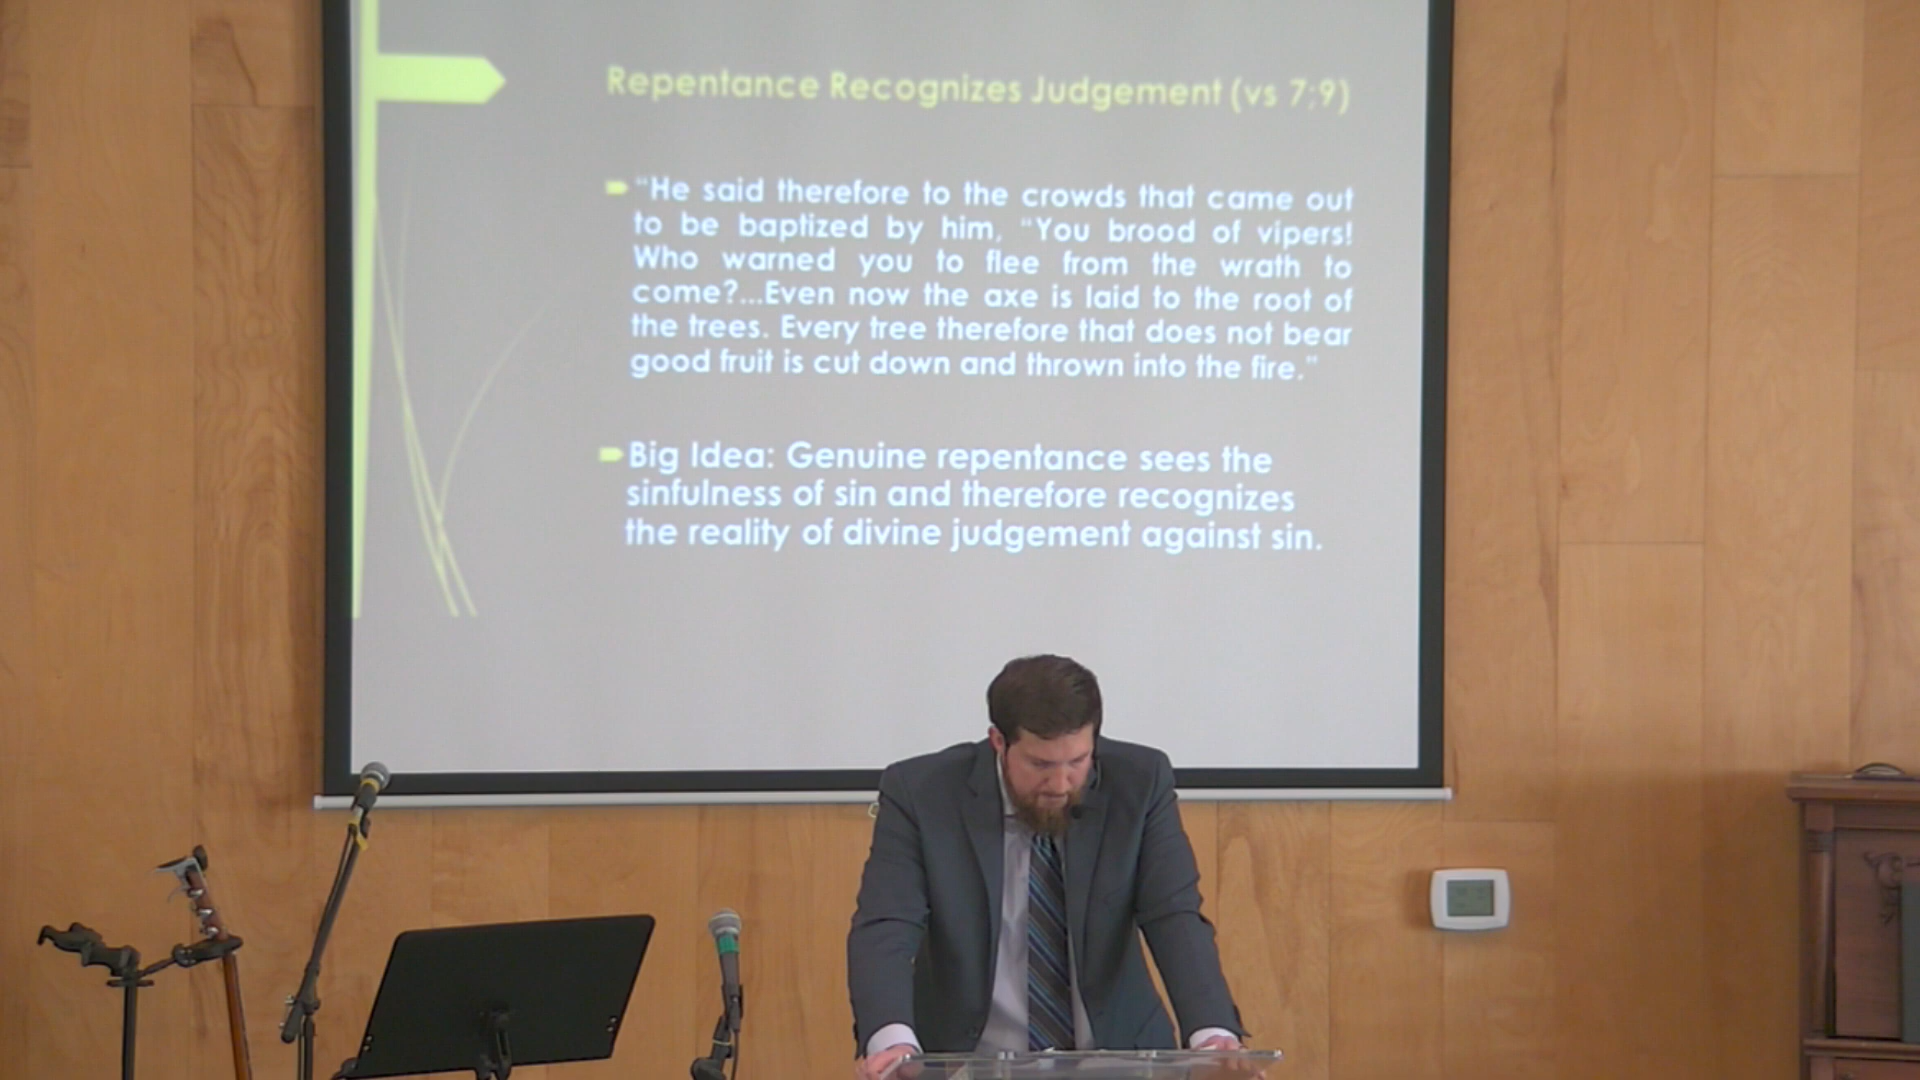 Repentance Recognizes Judgement (vs 7;9)
"He said therefore to the crowds that came out
to be baptized by him, "You brood of vipers!
Who warned you to flee from the wrath to
come?...Even now the axe is laid to the root of
the trees. Every tree therefore that does not bear
good fruit is cut down and thrown into the fire."
Big Idea: Genuine repentance sees the
sinfulness of sin and therefore recognizes
the reality of divine judgement against sin.